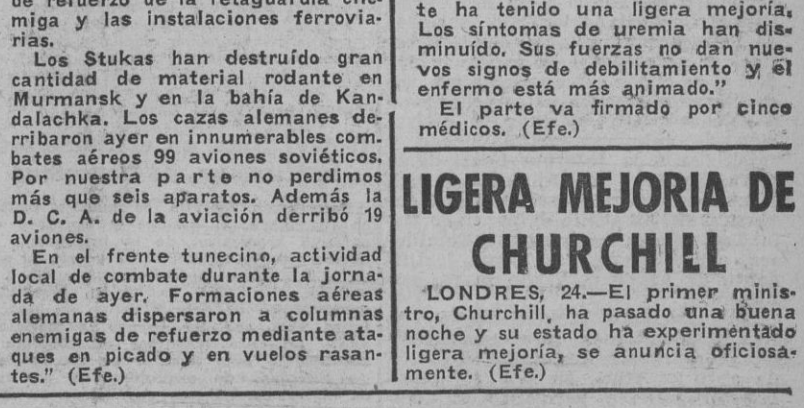 miga y las instalaciones ferrovia-
rias.
Los Stukas han destruído gran
cantidad de material rodante en
Murmansk y en la bahía de Kan-
dalachka. Los cazas alemanes de-
rribaron ayer en innumerables com-
bates aéreos 99 aviones soviéticos.
Por nuestra parte no perdimos
más que seis aparatos. Además la
D. C. A. de la aviación derribó 19
aviones.
En el frente tunecino, actividad
local de combate durante la jorna-
da de ayer. Formaciones aéreas
alemanas dispersaron a columnas
enemigas de refuerzo mediante ata-
ques en picado y en vuelos rasan-
tes." (Efe.)
te ha tenido una ligera mejoría.
Los síntomas de uremia han dis-
minuído. Sus fuerzas no dan nue-
vos signos de debilitamiento y el
enfermo está más animado."
El parte va firmado por cinco
médicos. (Efe.)
LIGERA MEJORIA DE
CHURCHILL
LONDRES, 24.—El primer minis-
tro, Churchill, ha pasado una buena
noche y su estado ha experimentado
ligera mejoría, se anuncia oficiosa-
mente. (Efe.)